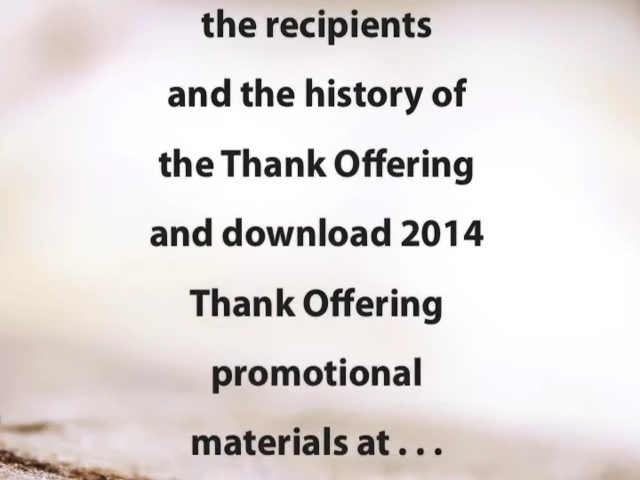 the recipients
and the history of
the Thank Offering
and download 2014
Thank Offering
promotional
materials at . . .